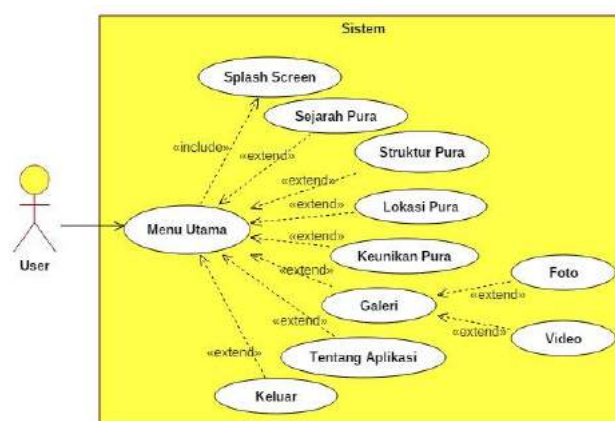 Sistem
Splash Screen
Sejarah Pura
«include»
«extend»
Struktur Pura
«extend»
Lokasi Pura
«extend»
Menu Utama
User
Keunikan Pura
«extend»
Foto
Galeri
«extend»
«extend»
Video
«extend»
«extend»
Tentang Aplikasi
«extend»
Keluar